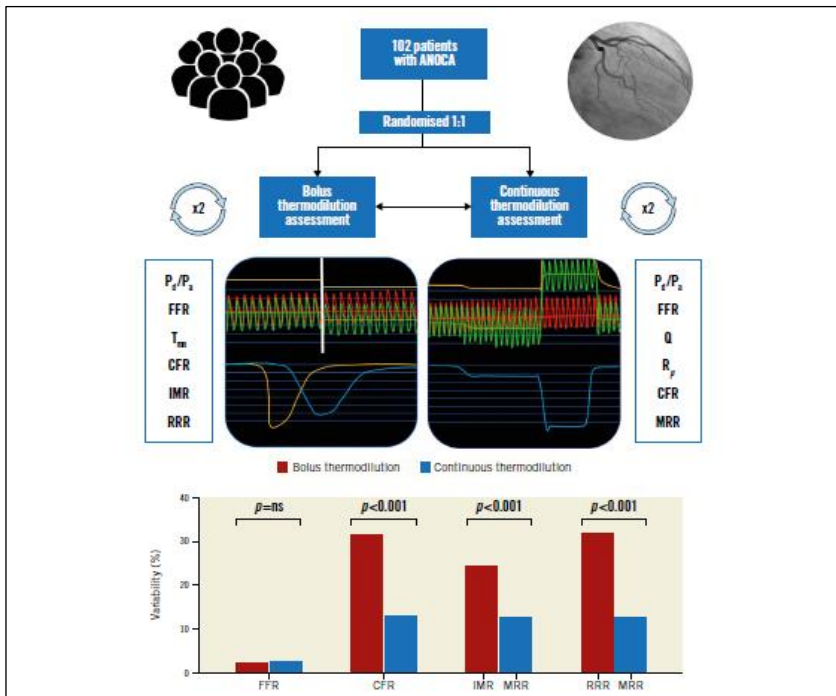 102 patients
with ANOCA
Randomised 1:1
x2
Bolus
thermodilution
assessment
Continuous
thermodilution
assessment
x2
Pd/Pa
FFR
Tmn
CFR
IMR
RRR
Pd/Pa
FFR
Q
Rμ
CFR
MRR
Bolus thermodilution
Continuous thermodilution
Variability (%)
40
30
20
10
0
p=ns
p<0.001
p<0.001
p<0.001
FFR
CFR
IMR MRR
RRR MRR